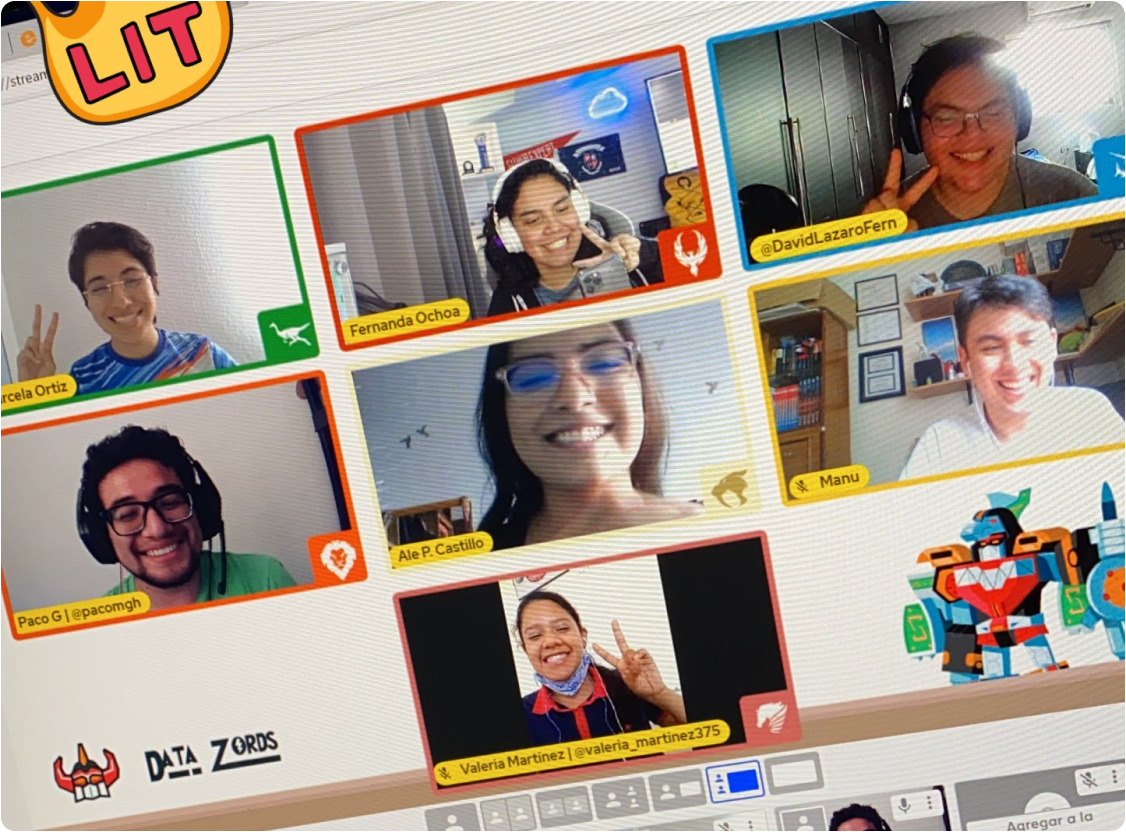 LIT
//stream
COMMENCEMENT
@DavidLazaroFern
Fernanda Ochoa
rcela Ortiz
Manu
Ale P. Castillo
Paco G | @pacomgh
Valeria Martinez | @valeria_martinez375
DATA ZORDS
Agregar a la